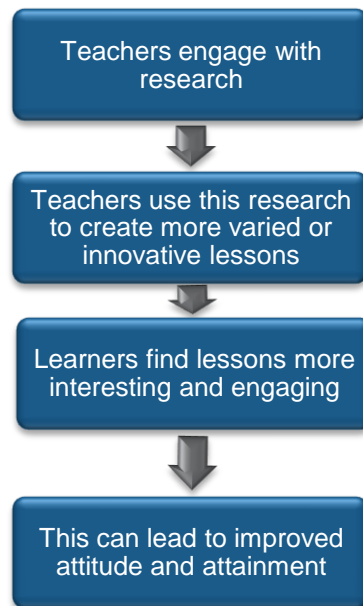 Teachers engage with
research
Teachers use this research
to create more varied or
innovative lessons
Learners find lessons more
interesting and engaging
This can lead to improved
attitude and attainment